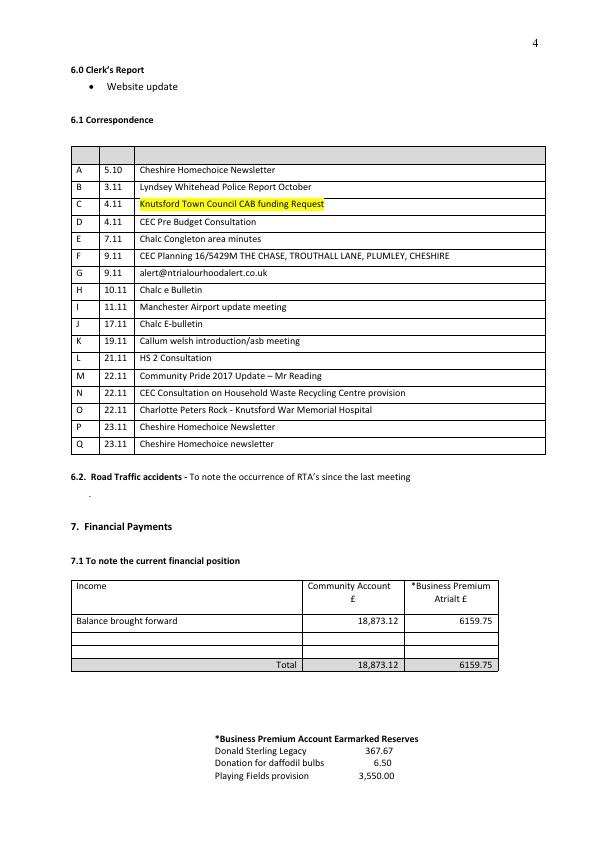 4
6.0 Clerk's Report
• Website update
6.1 Correspondence
A 5.10 Cheshire Homechoice Newsletter
B 3.11 Lyndsey Whitehead Police Report October
C 4.11 Knutsford Town Council CAB funding Request
D 4.11 CEC Pre Budget Consultation
E 7.11 Chalc Congleton area minutes
F 9.11 CEC Planning 16/5429M THE CHASE, TROUTHALL LANE, PLUMLEY, CHESHIRE
G 9.11 alert@ntrialourhoodalert.co.uk
H 10.11 Chalc e Bulletin
I 11.11 Manchester Airport update meeting
J 17.11 Chalc E-bulletin
K 19.11 Callum welsh introduction/asb meeting
L 21.11 HS 2 Consultation
M 22.11 Community Pride 2017 Update – Mr Reading
N 22.11 CEC Consultation on Household Waste Recycling Centre provision
O 22.11 Charlotte Peters Rock - Knutsford War Memorial Hospital
P 23.11 Cheshire Homechoice Newsletter
Q 23.11 Cheshire Homechoice newsletter
6.2. Road Traffic accidents - To note the occurrence of RTA's since the last meeting
.
7. Financial Payments
7.1 To note the current financial position
Income Community Account *Business Premium
£ Atrialt £
Balance brought forward 18,873.12 6159.75
Total 18,873.12 6159.75
*Business Premium Account Earmarked Reserves
Donald Sterling Legacy 367.67
Donation for daffodil bulbs 6.50
Playing Fields provision 3,550.00